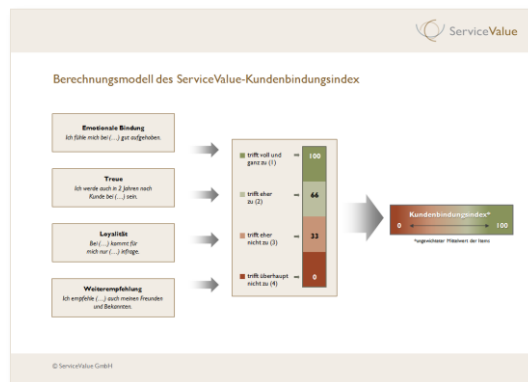 ServiceValue
Berechnungsmodell des ServiceValue-Kundenbindungsindex
Emotionale Bindung
Ich fühle mich bei (...) gut aufgehoben.
Treue
Ich werde auch in 2 Jahren noch
Kunde bei (...) sein.
Loyalität
Bei (...) kommt für
mich nur (...) infrage.
Weiterempfehlung
Ich empfehle (...) auch meinen Freunden
und Bekannten.
trifft voll und
ganz zu (1)
100
trifft eher
zu (2)
66
trifft eher
nicht zu (3)
33
trifft überhaupt
nicht zu (4)
0
Kundenbindungsindex*
0 100
*ungewichteter Mittelwert der Items
© ServiceValue GmbH